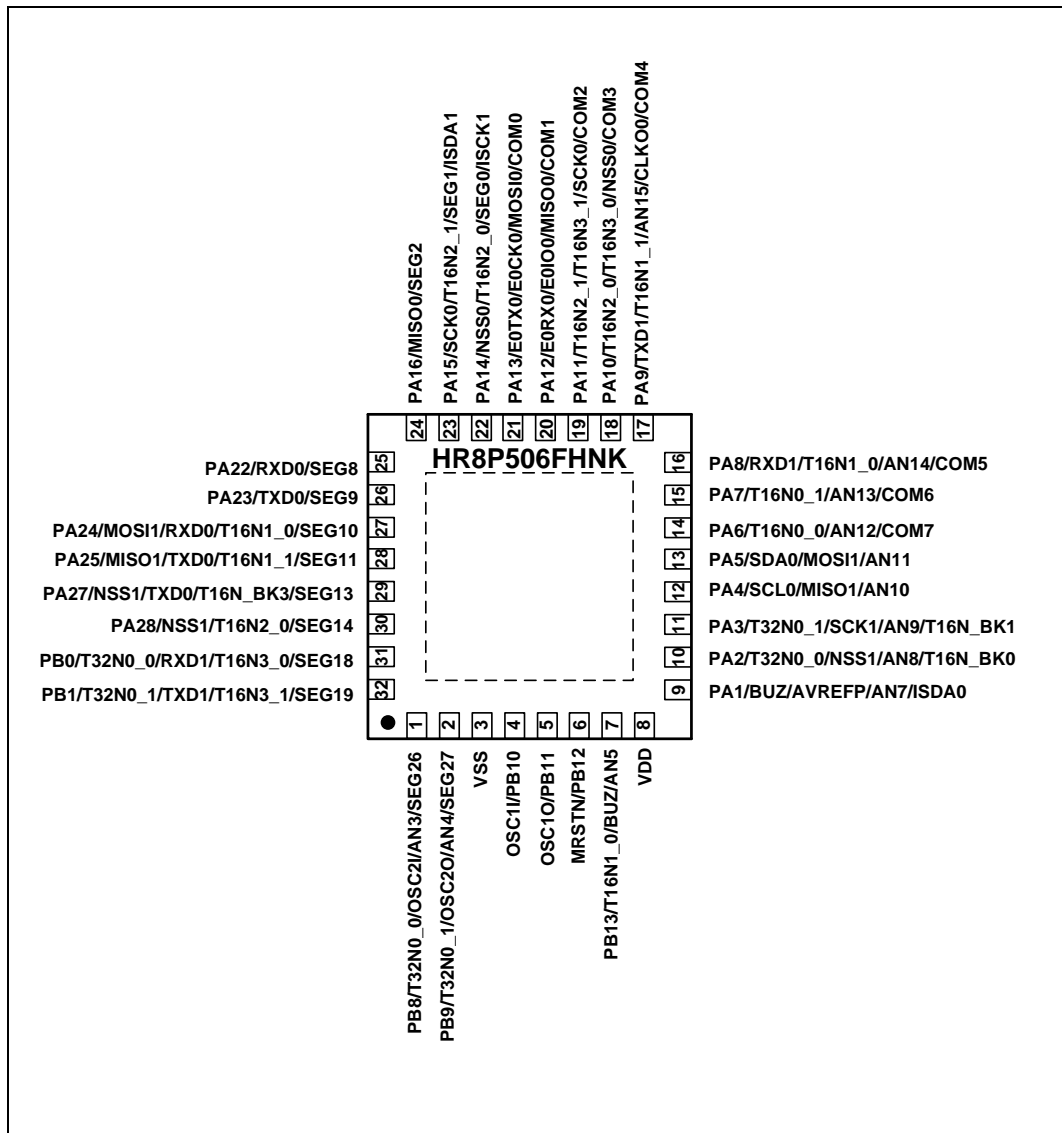 PA16/MISO0/SEG2
PA15/SCK0/T16N2_1/SEG1/ISDA1
PA14/NSS0/T16N2_0/SEG0/ISCK1
PA13/E0TX0/E0CK0/MOSI0/COM0
PA12/E0RX0/E0IO0/MISO0/COM1
PA11/T16N2_1/T16N3_1/SCK0/COM2
PA10/T16N2_0/T16N3_0/NSS0/COM3
PA9/TXD1/T16N1_1/AN15/CLKO0/COM4
24
23
22
21
20
19
18
17
HR8P506FHNK
PA22/RXD0/SEG8
25
PA23/TXD0/SEG9
26
PA24/MOSI1/RXD0/T16N1_0/SEG10
27
PA25/MISO1/TXD0/T16N1_1/SEG11
28
PA27/NSS1/TXD0/T16N_BK3/SEG13
29
PA28/NSS1/T16N2_0/SEG14
30
PB0/T32N0_0/RXD1/T16N3_0/SEG18
31
PB1/T32N0_1/TXD1/T16N3_1/SEG19
32
16
PA8/RXD1/T16N1_0/AN14/COM5
15
PA7/T16N0_1/AN13/COM6
14
PA6/T16N0_0/AN12/COM7
13
PA5/SDA0/MOSI1/AN11
12
PA4/SCL0/MISO1/AN10
11
PA3/T32N0_1/SCK1/AN9/T16N_BK1
10
PA2/T32N0_0/NSS1/AN8/T16N_BK0
9
PA1/BUZ/AVREFP/AN7/ISDA0
1
2
3
4
5
6
7
8
PB8/T32N0_0/OSC2I/AN3/SEG26
PB9/T32N0_1/OSC2O/AN4/SEG27
VSS
OSC1I/PB10
OSC1O/PB11
MRSTN/PB12
PB13/T16N1_0/BUZ/AN5
VDD